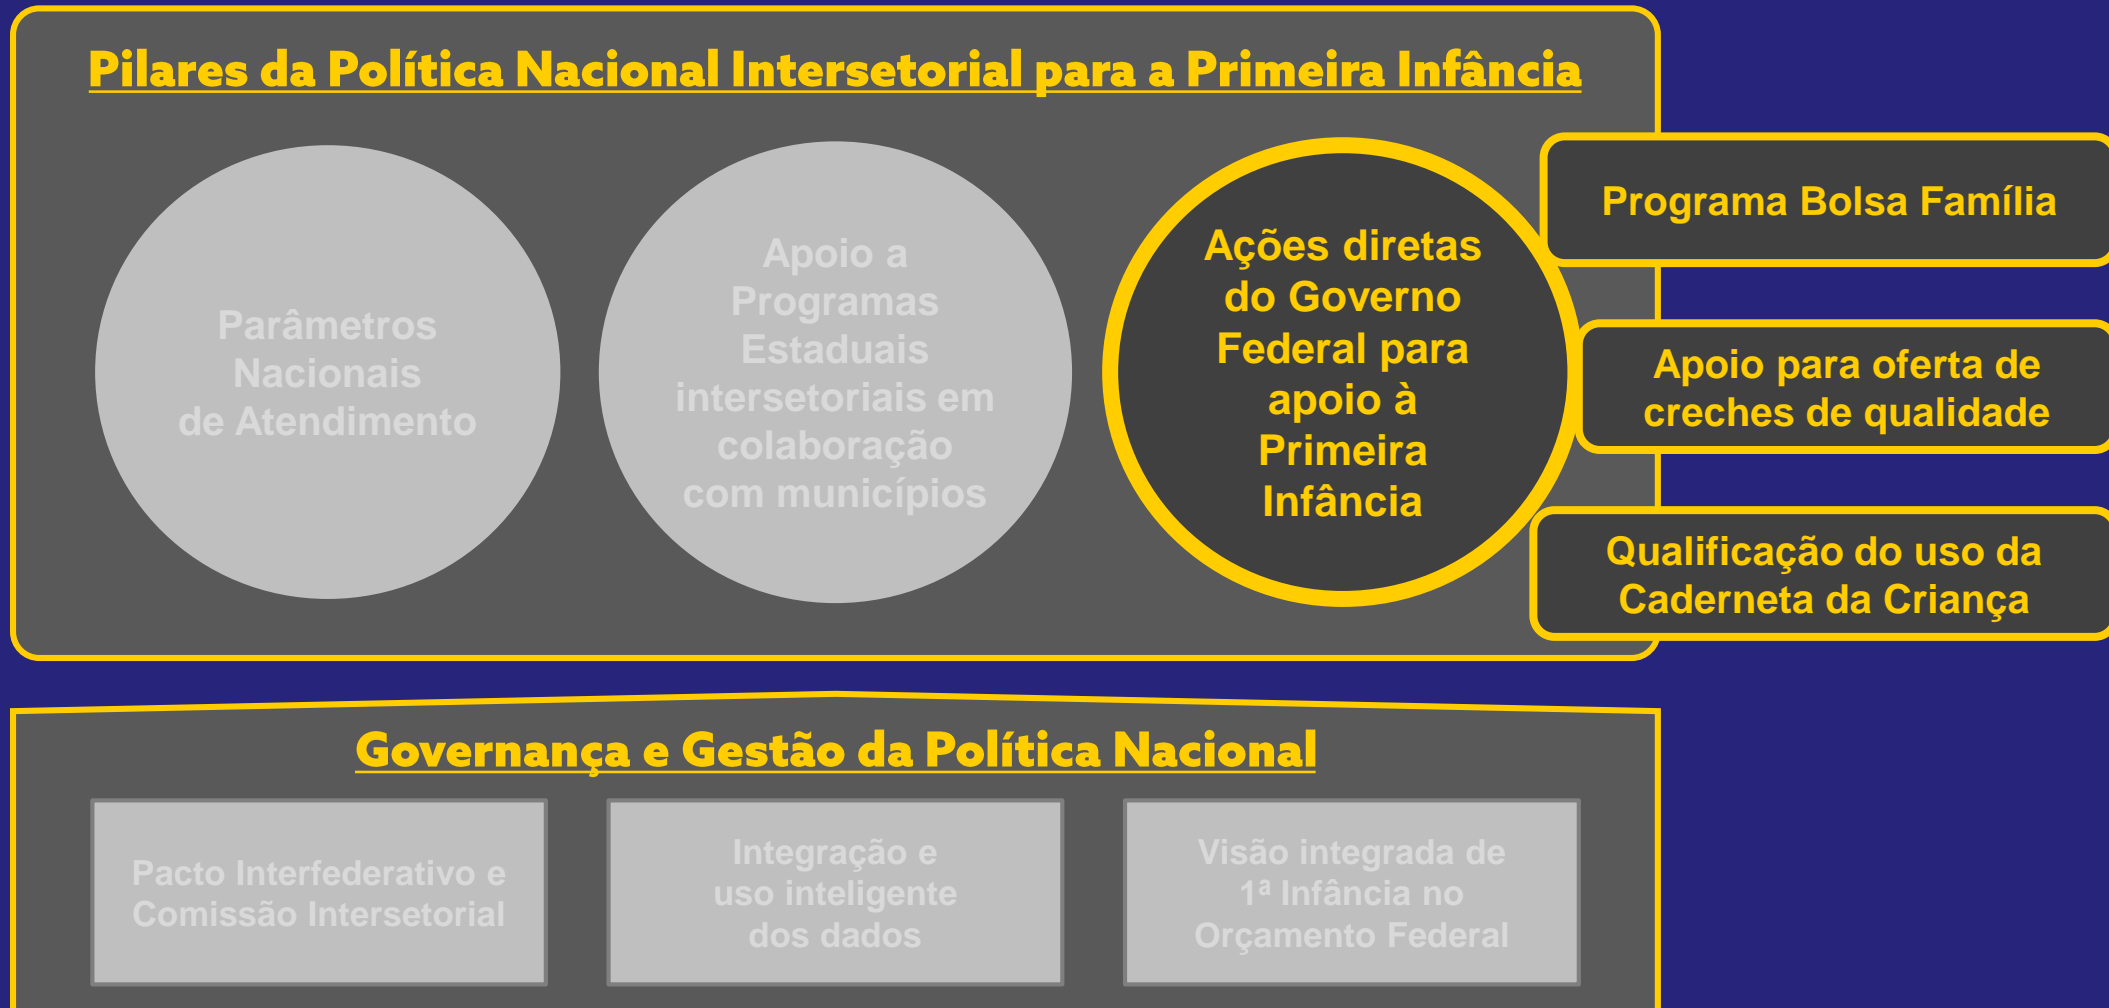 Pilares da Política Nacional Intersetorial para a Primeira Infância
Parâmetros
Nacionais
de Atendimento
Apoio a
Programas
Estaduais
intersetoriais em
colaboração
com municípios
Ações diretas
do Governo
Federal para
apoio à
Primeira
Infância
Programa Bolsa Família
Apoio para oferta de
creches de qualidade
Qualificação do uso da
Caderneta da Criança
Governança e Gestão da Política Nacional
Pacto Interfederativo e
Comissão Intersetorial
Integração e
uso inteligente
dos dados
Visão integrada de
1ª Infância no
Orçamento Federal